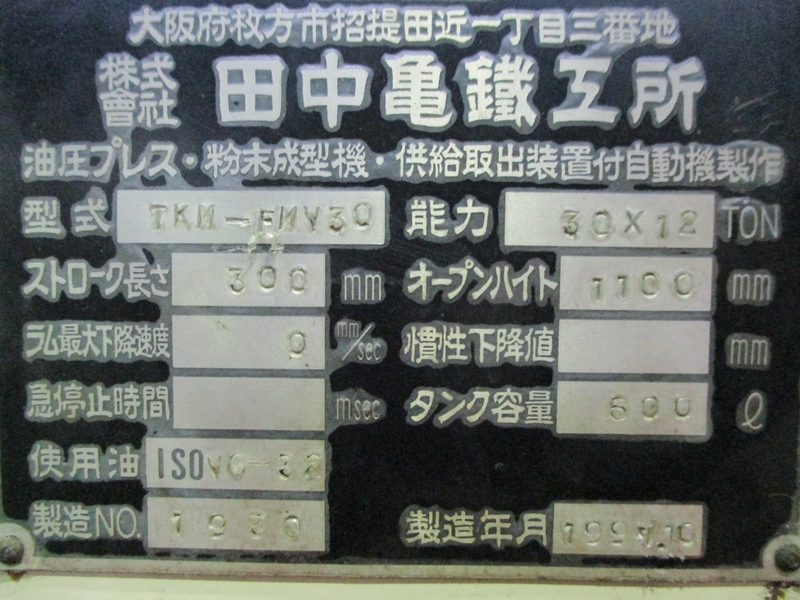 大阪府枚方市招提田近一丁目三番地
株式會社 田中亀鐵工所
油圧プレス・粉末成型機・供給取出装置付自動機製作
型式 TKM-FMV30 能力 30X12 TON
ストローク長さ 300 mm オープンハイト 1100 mm
ラム最大下降速度 0 mm/sec 慣性下降値 mm
急停止時間 msec タンク容量 600 ℓ
使用油 ISOVG-32
製造NO. 1930 製造年月